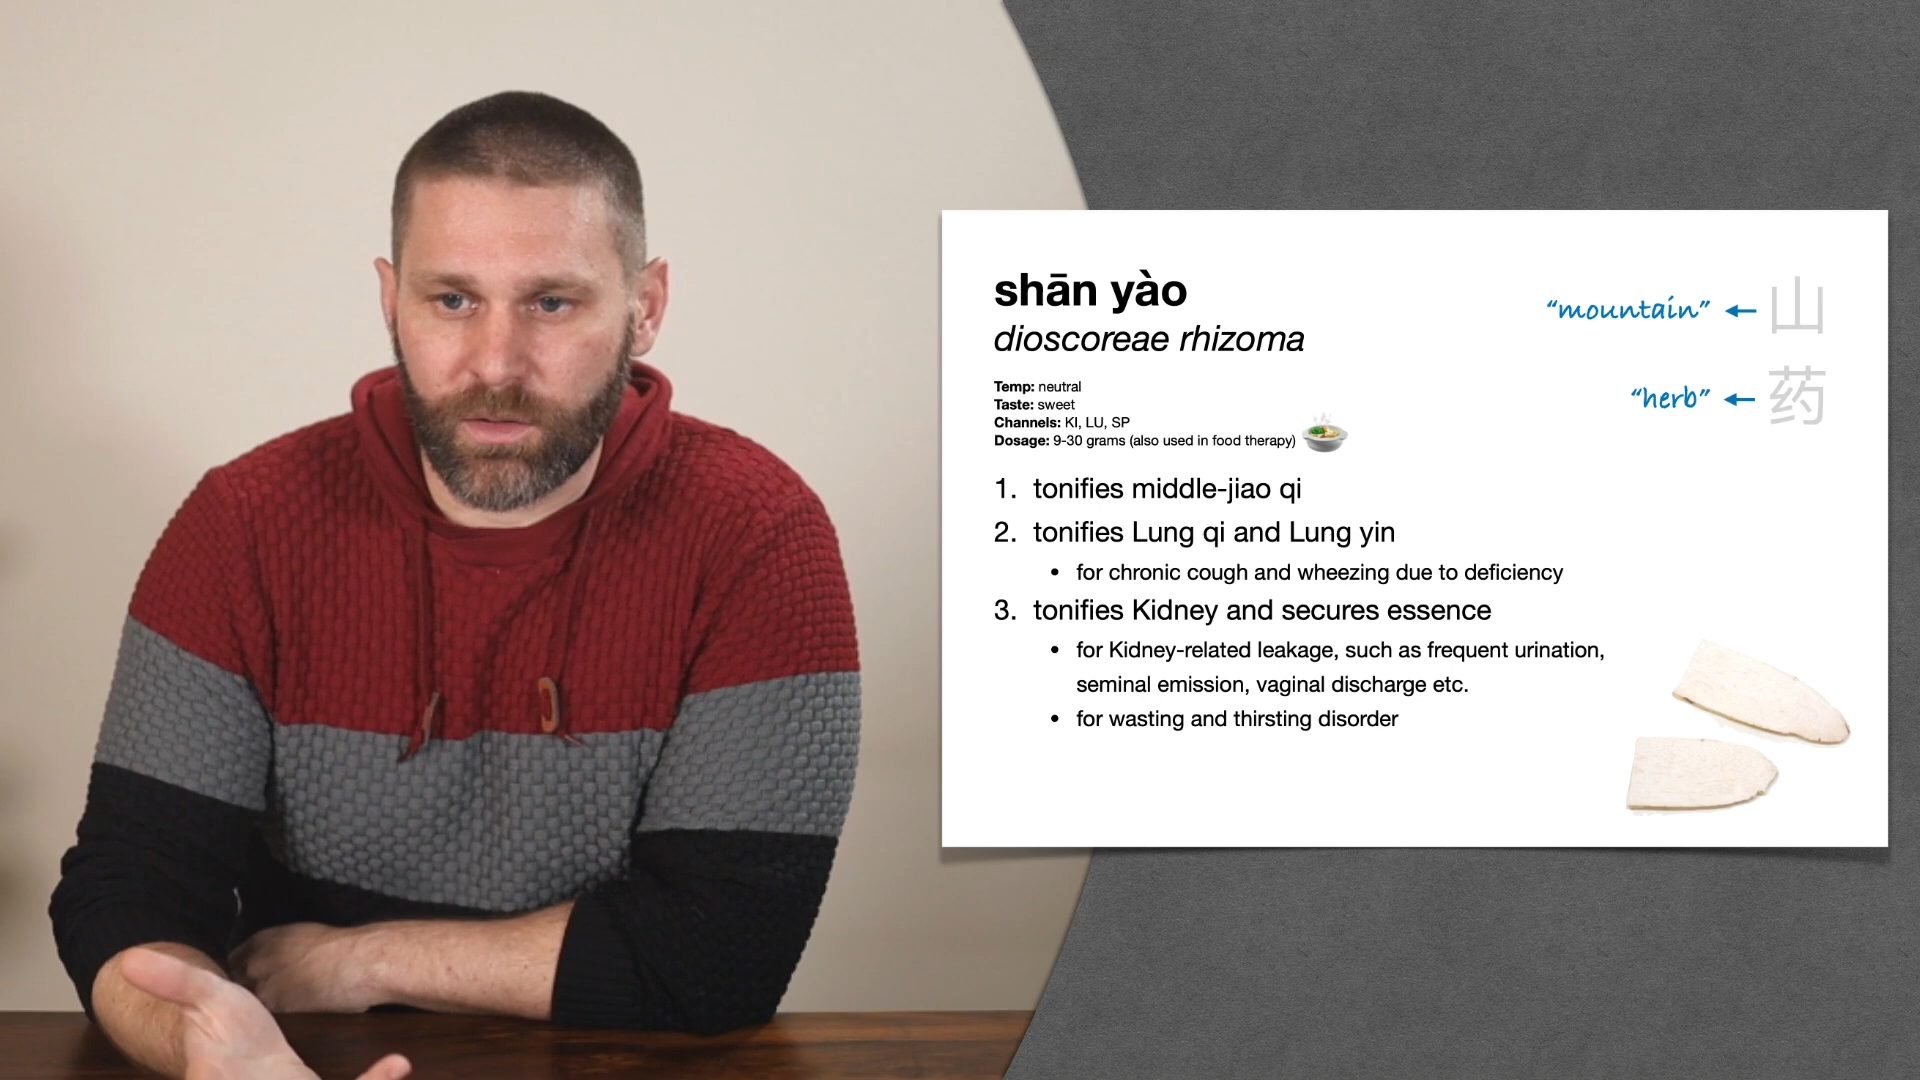 shān yào
dioscoreae rhizoma
“mountain” ← 山
“herb” ← 药
Temp: neutral
Taste: sweet
Channels: KI, LU, SP
Dosage: 9-30 grams (also used in food therapy)
1. tonifies middle-jiao qi
2. tonifies Lung qi and Lung yin
• for chronic cough and wheezing due to deficiency
3. tonifies Kidney and secures essence
• for Kidney-related leakage, such as frequent urination,
seminal emission, vaginal discharge etc.
• for wasting and thirsting disorder